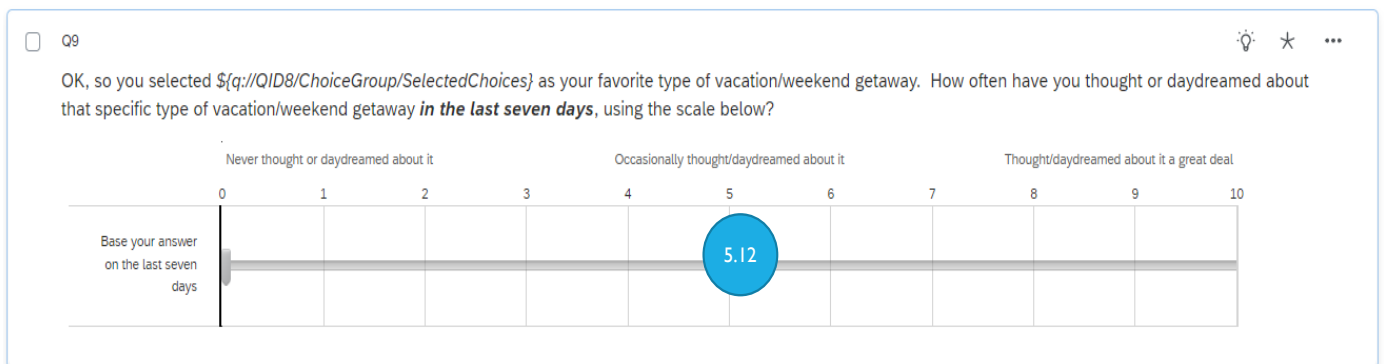 Q9
OK, so you selected ${q://QID8/ChoiceGroup/SelectedChoices} as your favorite type of vacation/weekend getaway.  How often have you thought or daydreamed about
that specific type of vacation/weekend getaway in the last seven days, using the scale below?
Never thought or daydreamed about it Occasionally thought/daydreamed about it Thought/daydreamed about it a great deal
0 1 2 3 4 5 6 7 8 9 10
Base your answer
on the last seven
days
5.12